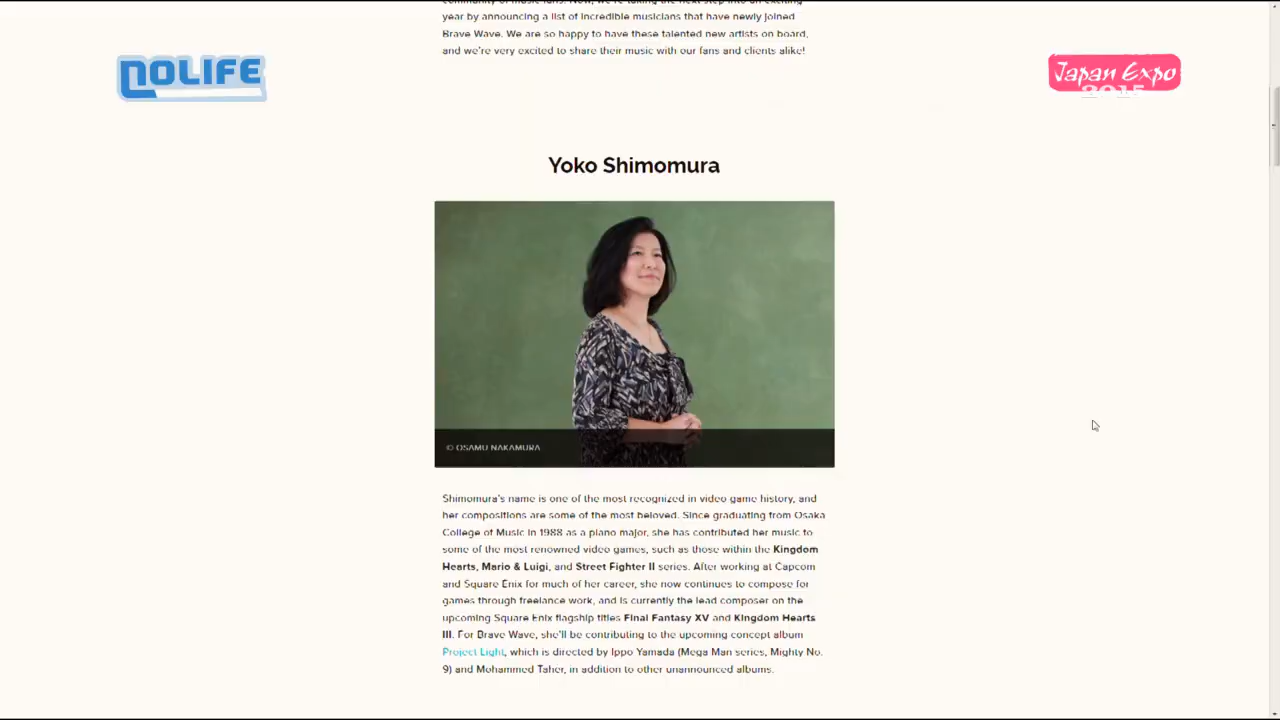 community of music fans. Now, we're taking the next step into an exciting
year by announcing a list of incredible musicians that have newly joined
Brave Wave. We are so happy to have these talented new artists on board,
and we're very excited to share their music with our fans and clients alike!
NOLIFE
Japan Expo
2015
Yoko Shimomura
© OSAMU NAKAMURA
Shimomura's name is one of the most recognized in video game history, and
her compositions are some of the most beloved. Since graduating from Osaka
College of Music in 1988 as a piano major, she has contributed her music to
some of the most renowned video games, such as those within the Kingdom
Hearts, Mario & Luigi, and Street Fighter II series. After working at Capcom
and Square Enix for much of her career, she now continues to compose for
games through freelance work, and is currently the lead composer on the
upcoming Square Enix flagship titles Final Fantasy XV and Kingdom Hearts
III. For Brave Wave, she'll be contributing to the upcoming concept album
Project Light, which is directed by Ippo Yamada (Mega Man series, Mighty No.
9) and Mohammed Taher, in addition to other unannounced albums.